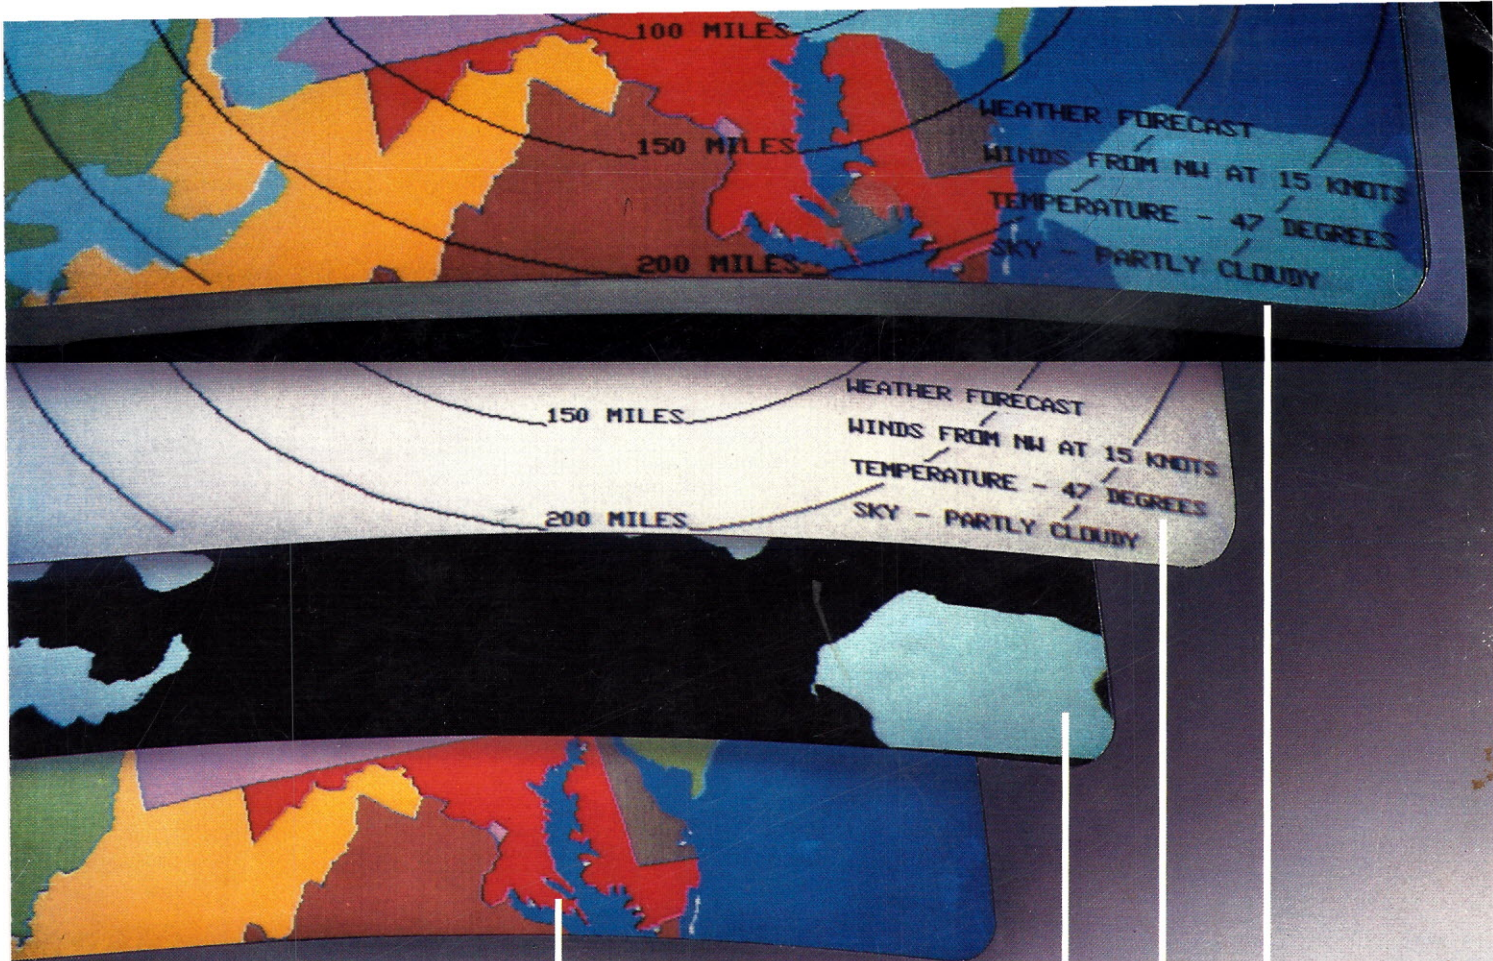 100 MILES
150 MILES
200 MILES
WEATHER FORECAST
WINDS FROM NW AT 15 KNOTS
TEMPERATURE - 47 DEGREES
SKY - PARTLY CLOUDY
150 MILES
200 MILES
WEATHER FORECAST
WINDS FROM NW AT 15 KNOTS
TEMPERATURE - 47 DEGREES
SKY - PARTLY CLOUDY